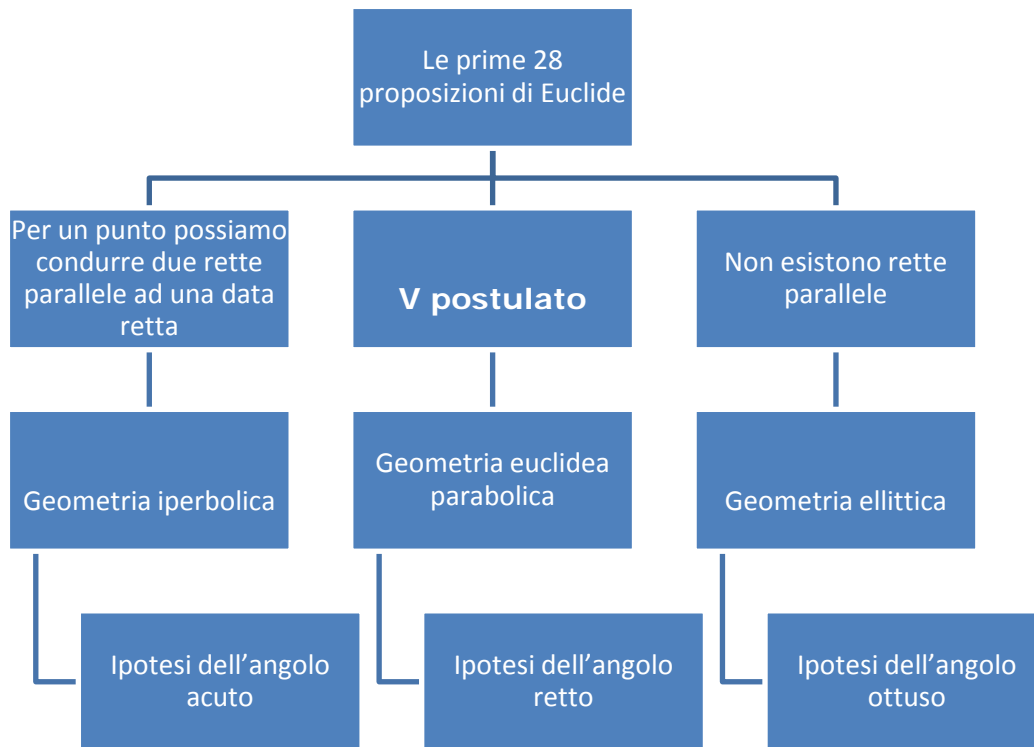 Le prime 28
proposizioni di Euclide
Per un punto possiamo
condurre due rette
parallele ad una data
retta
V postulato
Non esistono rette
parallele
Geometria iperbolica
Geometria euclidea
parabolica
Geometria ellittica
Ipotesi dell’angolo
acuto
Ipotesi dell’angolo
retto
Ipotesi dell’angolo
ottuso